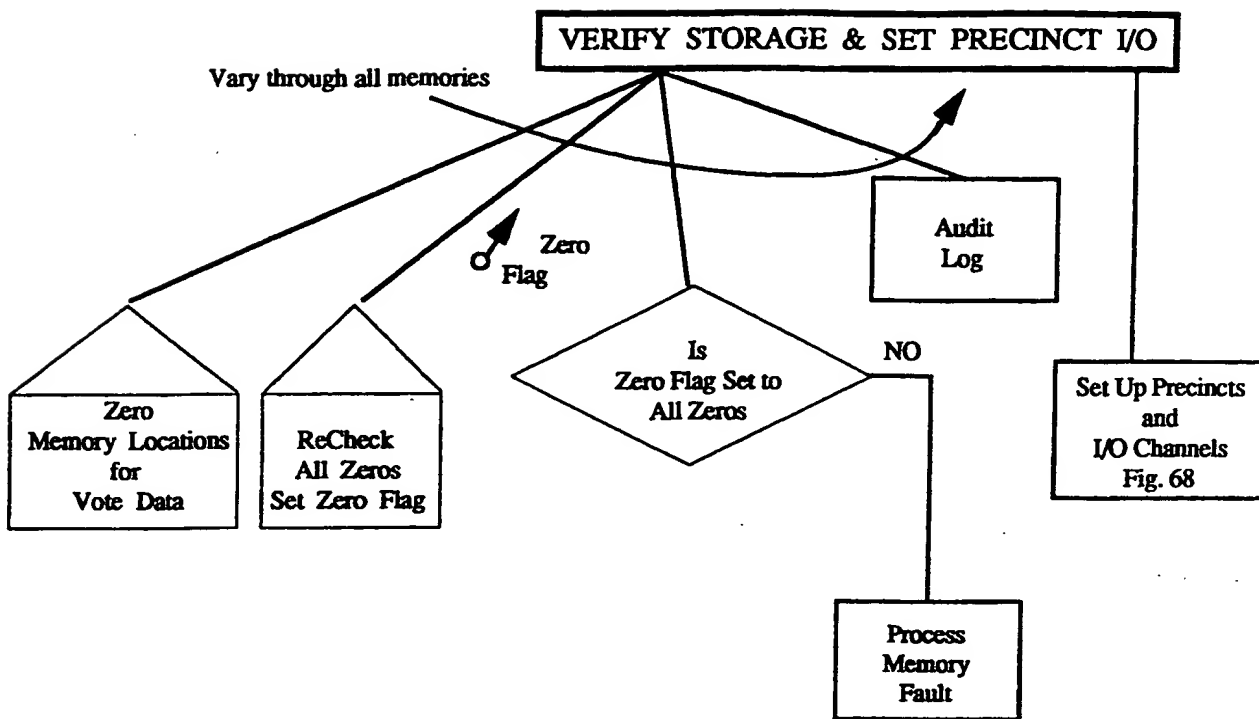 VERIFY STORAGE & SET PRECINCT I/O
Vary through all memories
Audit
Log
Zero
Flag
Is
Zero Flag Set to
All Zeros
NO
Set Up Precincts
and
I/O Channels
Fig. 68
Zero
Memory Locations
for
Vote Data
ReCheck
All Zeros
Set Zero Flag
Process
Memory
Fault